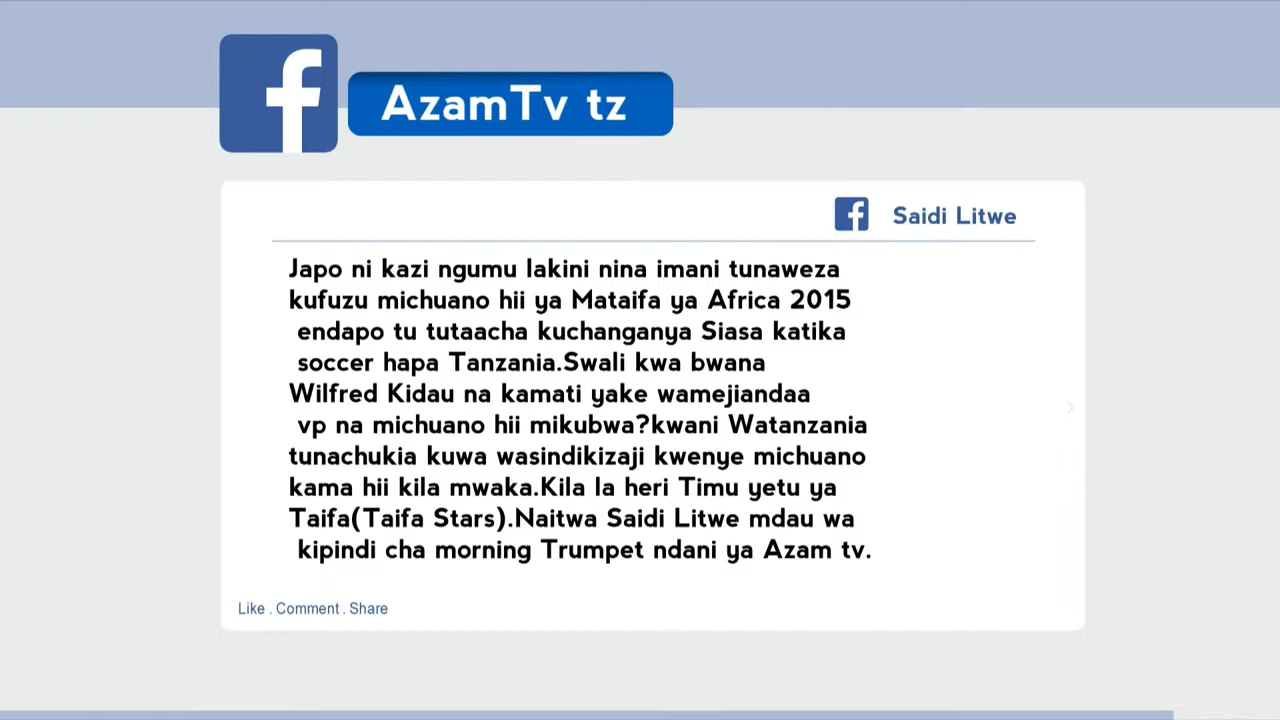 AzamTv tz
Saidi Litwe
Japo ni kazi ngumu lakini nina imani tunaweza
kufuzu michuano hii ya Mataifa ya Africa 2015
endapo tu tutaacha kuchanganya Siasa katika
soccer hapa Tanzania.Swali kwa bwana
Wilfred Kidau na kamati yake wamejiandaa
vp na michuano hii mikubwa?kwani Watanzania
tunachukia kuwa wasindikizaji kwenye michuano
kama hii kila mwaka.Kila la heri Timu yetu ya
Taifa(Taifa Stars).Naitwa Saidi Litwe mdau wa
kipindi cha morning Trumpet ndani ya Azam tv.
Like . Comment . Share